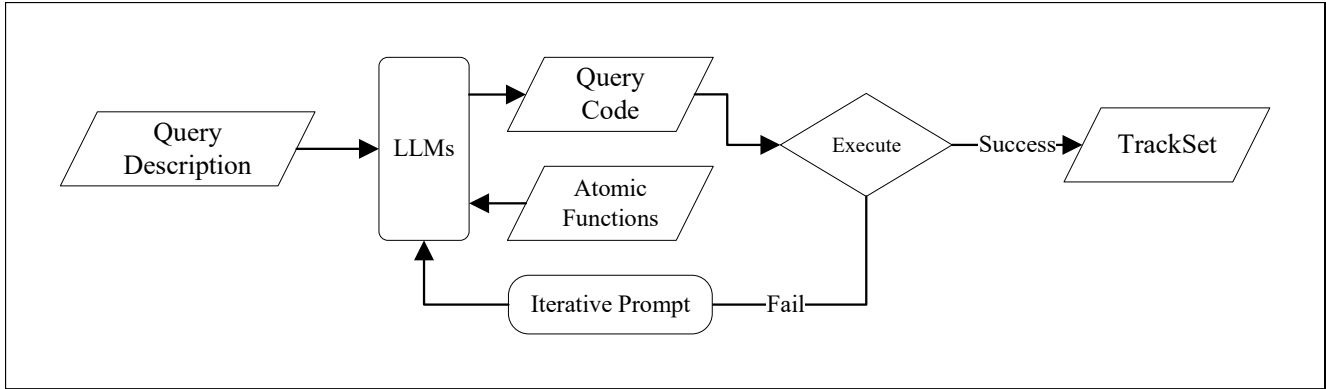 Query
Description
LLMs
Query
Code
Atomic
Functions
Execute
Success
TrackSet
Iterative Prompt
Fail